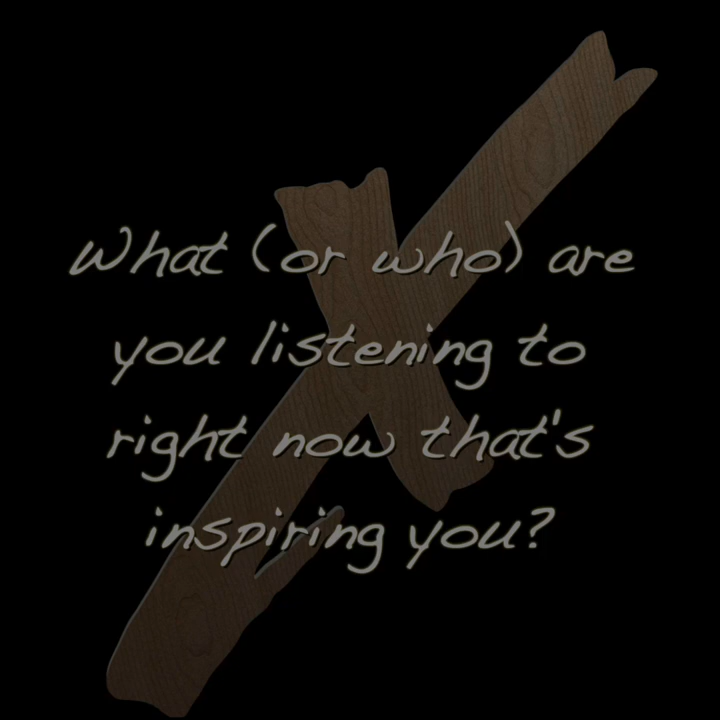 What (or who) are
you listening to
right now that's
inspiring you?